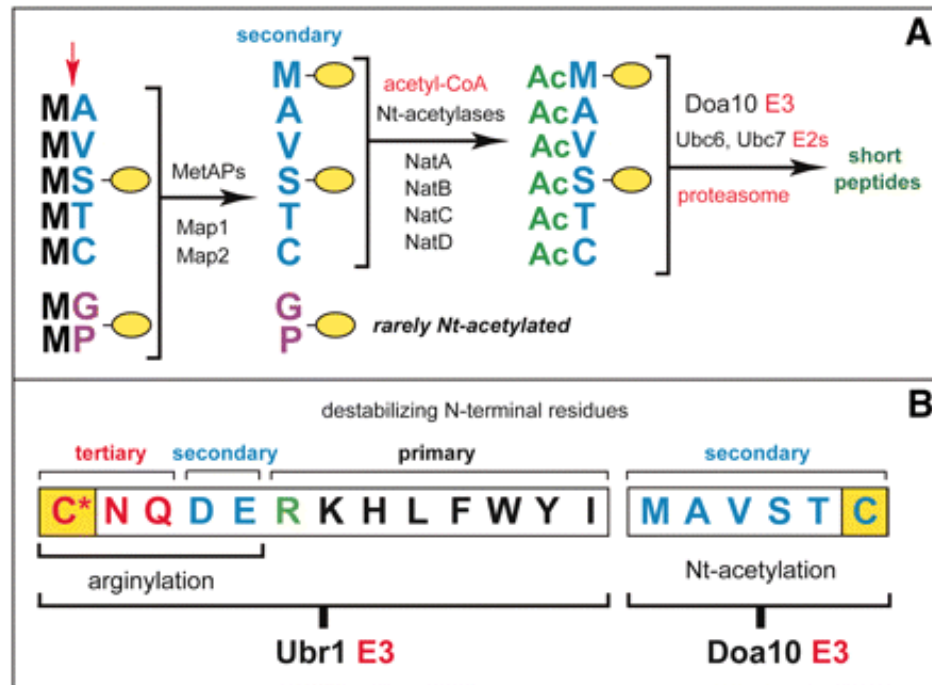 A
secondary
MA
MV
MS
MT
MC
MG
MP
MetAPs
Map1
Map2
M
A
V
S
T
C
G
P
rarely Nt-acetylated
acetyl-CoA
Nt-acetylases
NatA
NatB
NatC
NatD
AcM
AcA
AcV
AcS
AcT
AcC
Doa10 E3
Ubc6, Ubc7 E2s
proteasome
short
peptides
B
destabilizing N-terminal residues
tertiary secondary primary secondary
C* N Q D E R K H L F W Y I M A V S T C
arginylation Nt-acetylation
Ubr1 E3 Doa10 E3